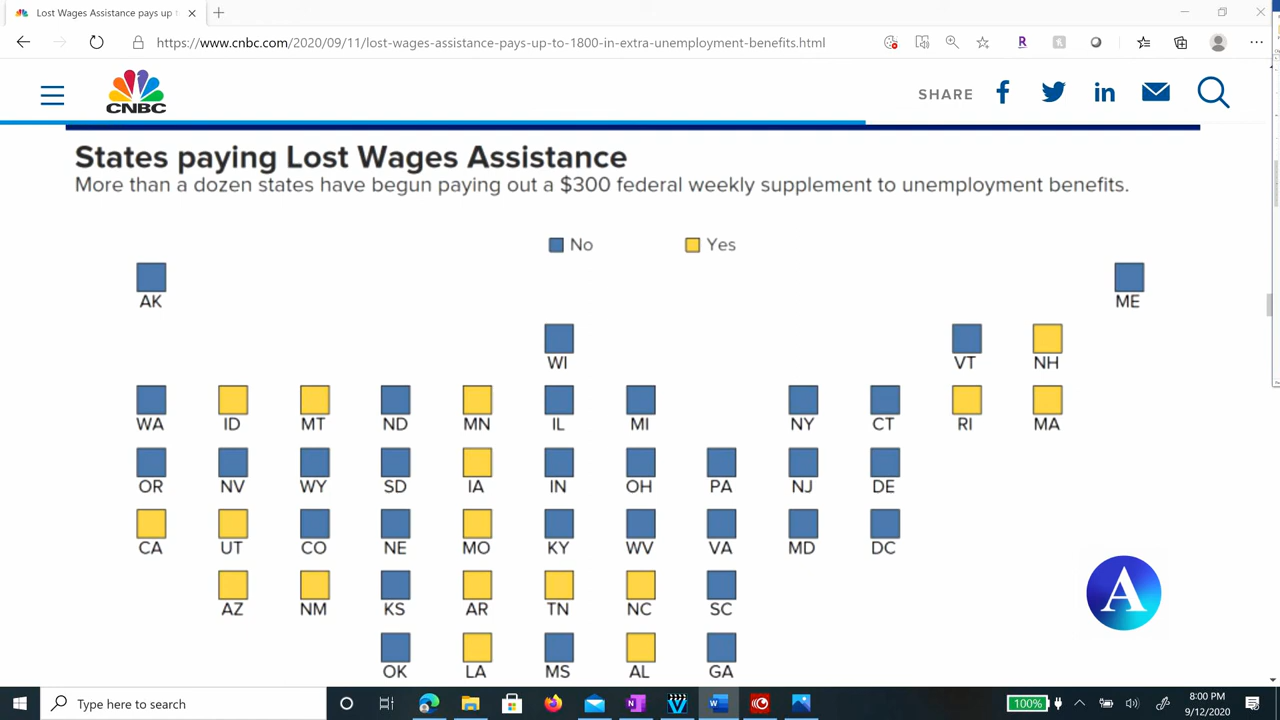 Lost Wages Assistance pays up
https://www.cnbc.com/2020/09/11/lost-wages-assistance-pays-up-to-1800-in-extra-unemployment-benefits.html
R
CNBC
SHARE
States paying Lost Wages Assistance
More than a dozen states have begun paying out a $300 federal weekly supplement to unemployment benefits.
No Yes
AK ME
WI VT NH
WA ID MT ND MN IL MI NY CT RI MA
OR NV WY SD IA IN OH PA NJ DE
CA UT CO NE MO KY WV VA MD DC
AZ NM KS AR TN NC SC
A
OK LA MS AL GA
Type here to search
100%
8:00 PM
9/12/2020